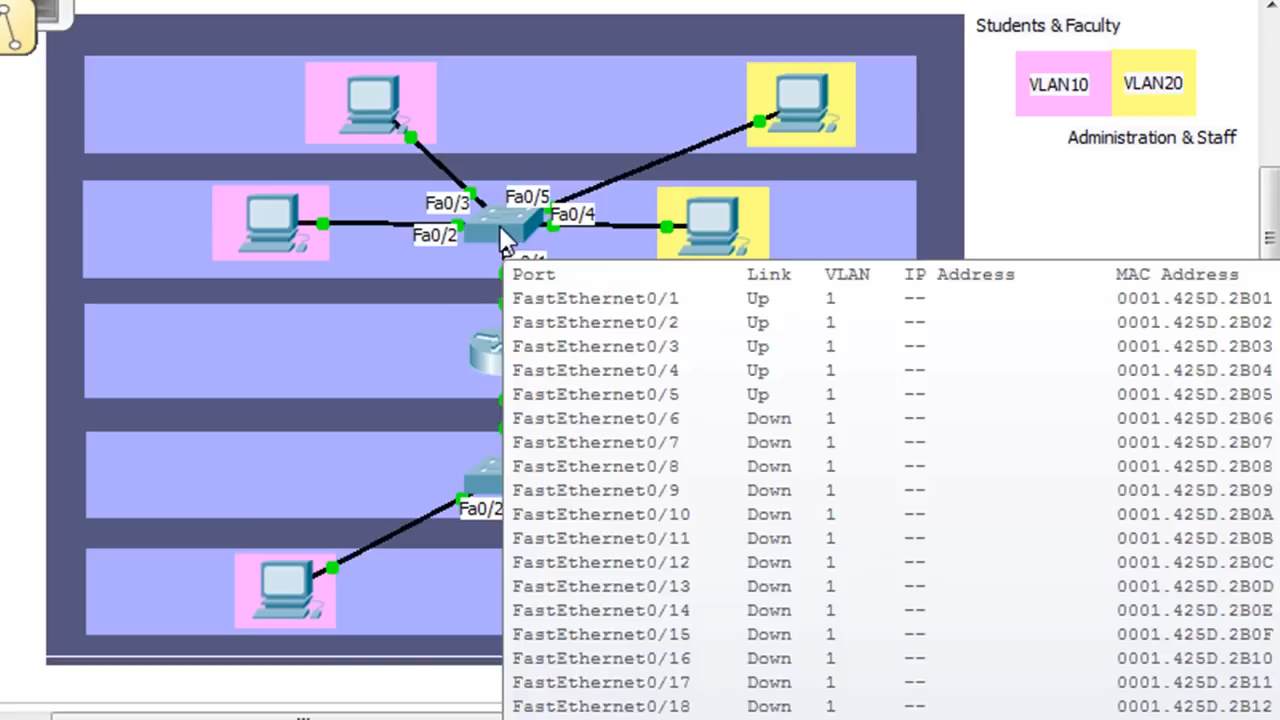 Students & Faculty
VLAN10 VLAN20
Administration & Staff
Fa0/3 Fa0/5
Fa0/4
Fa0/2
Port Link VLAN IP Address MAC Address
FastEthernet0/1 Up 1 -- 0001.425D.2B01
FastEthernet0/2 Up 1 -- 0001.425D.2B02
FastEthernet0/3 Up 1 -- 0001.425D.2B03
FastEthernet0/4 Up 1 -- 0001.425D.2B04
FastEthernet0/5 Up 1 -- 0001.425D.2B05
FastEthernet0/6 Down 1 -- 0001.425D.2B06
FastEthernet0/7 Down 1 -- 0001.425D.2B07
FastEthernet0/8 Down 1 -- 0001.425D.2B08
FastEthernet0/9 Down 1 -- 0001.425D.2B09
Fa0/2
FastEthernet0/10 Down 1 -- 0001.425D.2B0A
FastEthernet0/11 Down 1 -- 0001.425D.2B0B
FastEthernet0/12 Down 1 -- 0001.425D.2B0C
FastEthernet0/13 Down 1 -- 0001.425D.2B0D
FastEthernet0/14 Down 1 -- 0001.425D.2B0E
FastEthernet0/15 Down 1 -- 0001.425D.2B0F
FastEthernet0/16 Down 1 -- 0001.425D.2B10
FastEthernet0/17 Down 1 -- 0001.425D.2B11
FastEthernet0/18 Down 1 -- 0001.425D.2B12